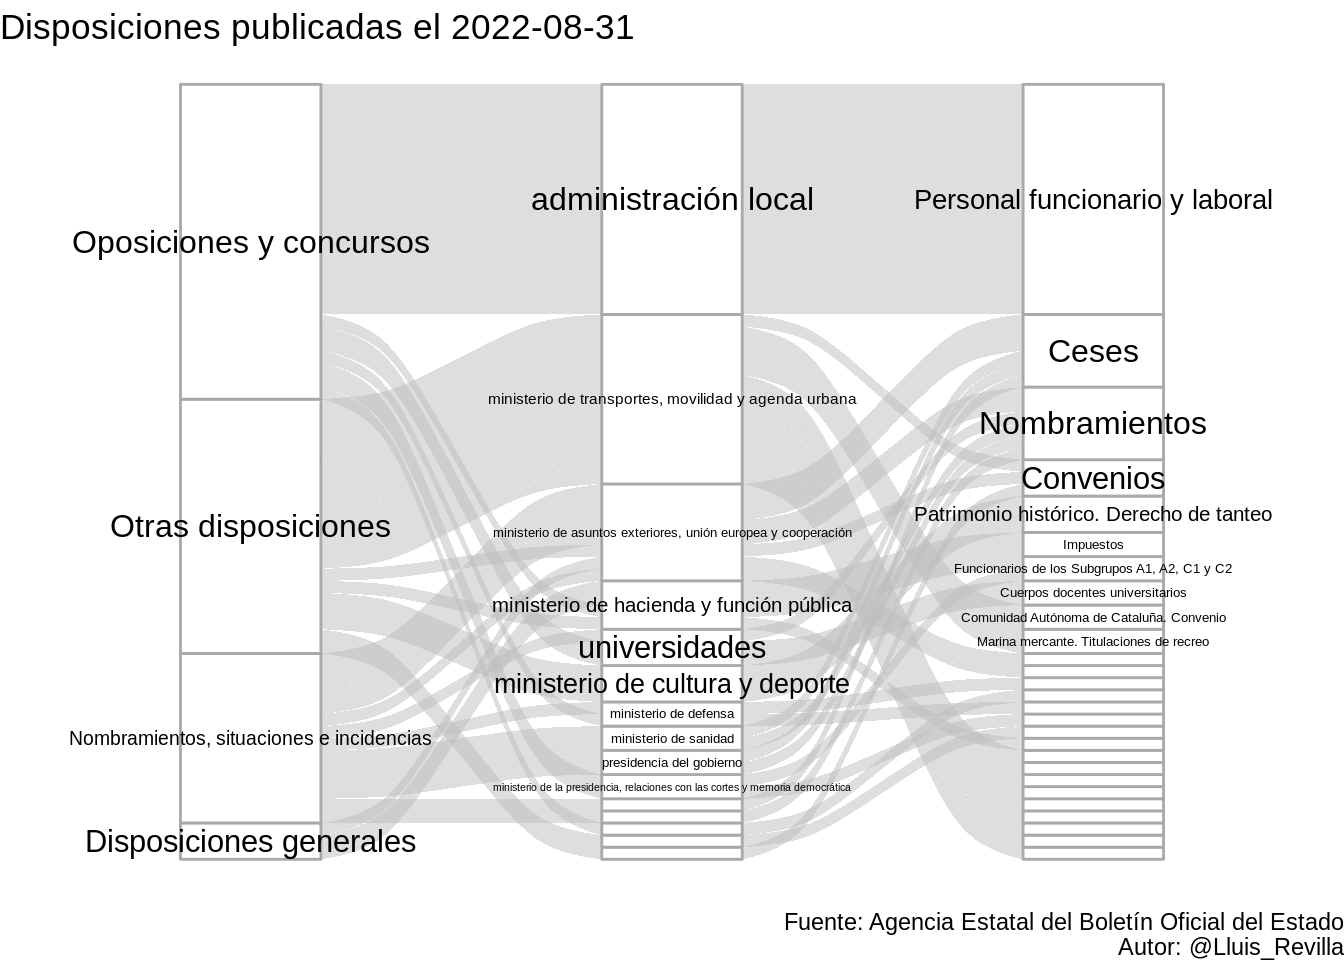 Disposiciones publicadas el 2022-08-31
Oposiciones y concursos
Otras disposiciones
Nombramientos, situaciones e incidencias
Disposiciones generales
administración local
ministerio de transportes, movilidad y agenda urbana
ministerio de asuntos exteriores, unión europea y cooperación
ministerio de hacienda y función pública
universidades
ministerio de cultura y deporte
ministerio de defensa
ministerio de sanidad
presidencia del gobierno
ministerio de la presidencia, relaciones con las cortes y memoria democrática
Personal funcionario y laboral
Ceses
Nombramientos
Convenios
Patrimonio histórico. Derecho de tanteo
Impuestos
Funcionarios de los Subgrupos A1, A2, C1 y C2
Cuerpos docentes universitarios
Comunidad Autónoma de Cataluña. Convenio
Marina mercante. Titulaciones de recreo
Fuente: Agencia Estatal del Boletín Oficial del Estado
Autor: @Lluis_Revilla